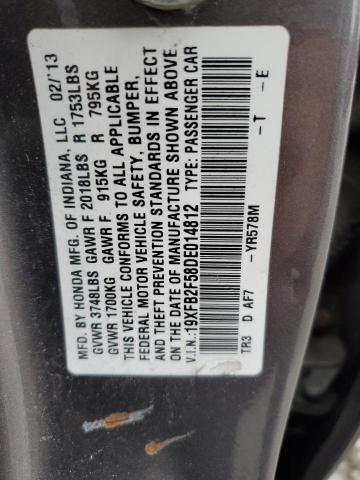 MFD. BY HONDA MFG. OF INDIANA, LLC 02/'13
GVWR 3748LBS GAWR F 2018LBS R 1753LBS
GVWR 1700KG GAWR F 915KG R 795KG
THIS VEHICLE CONFORMS TO ALL APPLICABLE
FEDERAL MOTOR VEHICLE SAFETY, BUMPER,
THEFT PREVENTION STANDARDS IN EFFECT
ON THE DATE OF MANUFACTURE SHOWN ABOVE.
V.I.N.:19XFB2F58DE014812 TYPE: PASSENGER CAR
TR3 D AF7 -YR578M -T -E